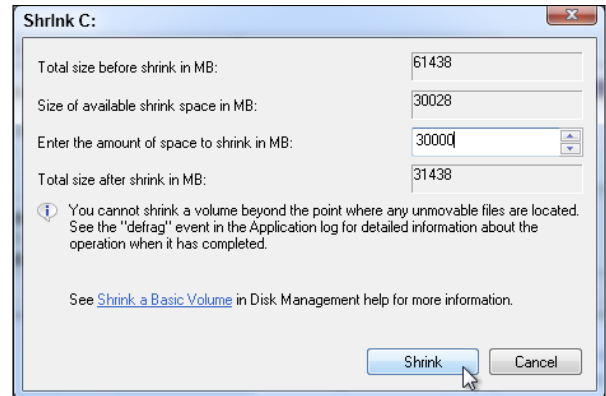 Shrink C:
Total size before shrink in MB: 61438
Size of available shrink space in MB: 30028
Enter the amount of space to shrink in MB: 30000
Total size after shrink in MB: 31438
You cannot shrink a volume beyond the point where any unmovable files are located.
See the "defrag" event in the Application log for detailed information about the
operation when it has completed.
See Shrink a Basic Volume in Disk Management help for more information.
Shrink Cancel